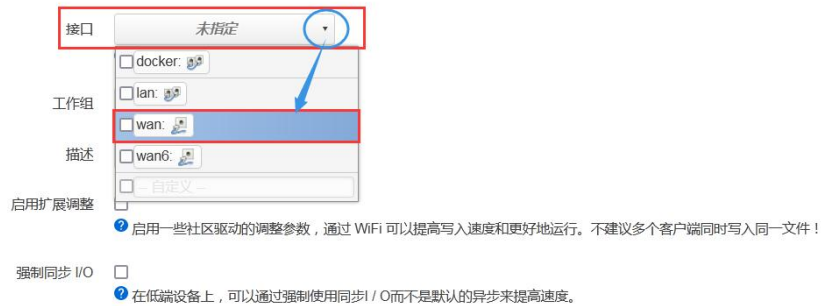 接口 未指定
docker:
lan:
工作组
wan:
描述
wan6:
-- 自定义 --
启用扩展调整
启用一些社区驱动的调整参数，通过 WiFi 可以提高写入速度和更好地运行。不建议多个客户端同时写入同一文件！
强制同步 I/O
在低端设备上，可以通过强制使用同步I / O而不是默认的异步来提高速度。